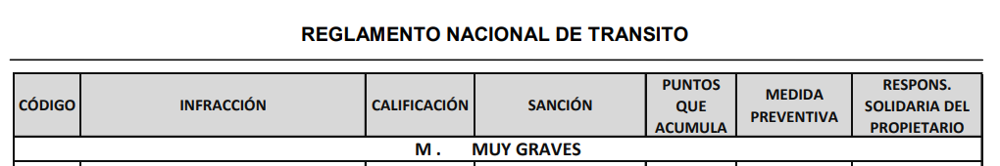 REGLAMENTO NACIONAL DE TRANSITO
CÓDIGO
INFRACCIÓN
CALIFICACIÓN
SANCIÓN
PUNTOS
QUE
ACUMULA
MEDIDA
PREVENTIVA
RESPONS.
SOLIDARIA DEL
PROPIETARIO
M . MUY GRAVES